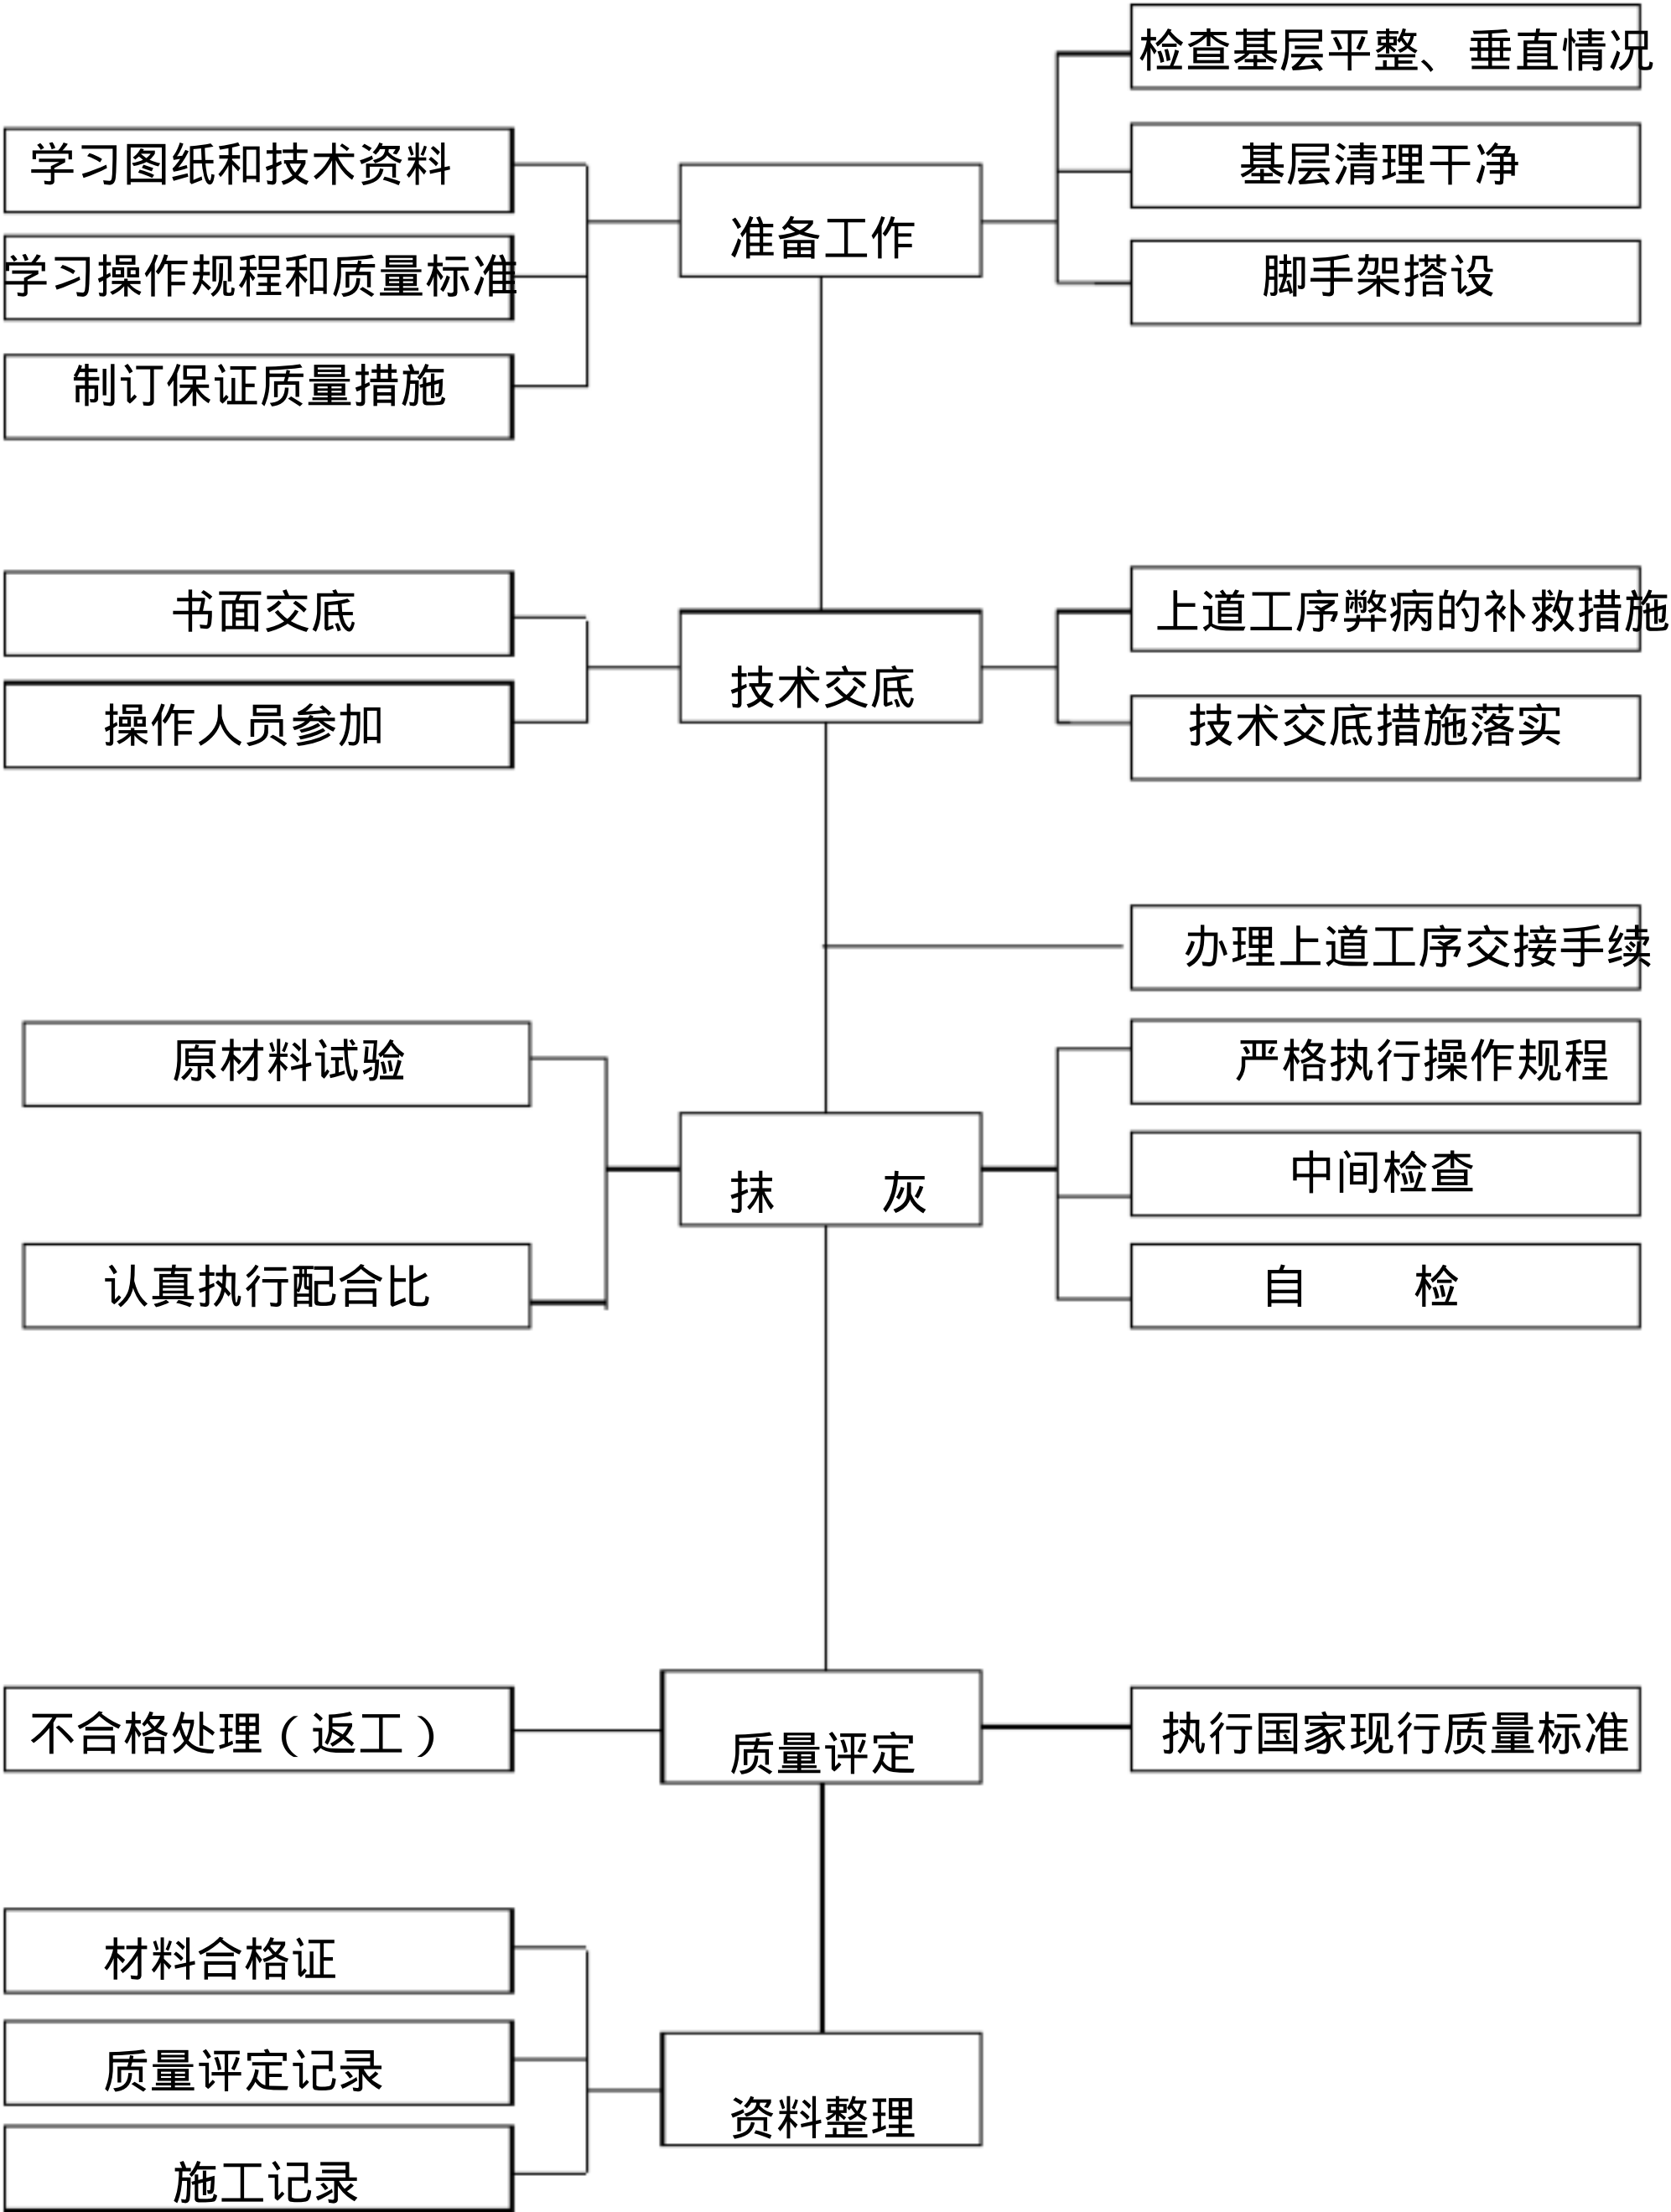 检查基层平整、垂直情况
学习图纸和技术资料
基层清理干净
准备工作
学习操作规程和质量标准
脚手架搭设
制订保证质量措施
书面交底
上道工序弊病的补救措施
技术交底
操作人员参加
技术交底措施落实
办理上道工序交接手续
原材料试验
严格执行操作规程
中间检查
抹 灰
认真执行配合比
自 检
不合格处理（返工）
质量评定
执行国家现行质量标准
材料合格证
质量评定记录
资料整理
施工记录